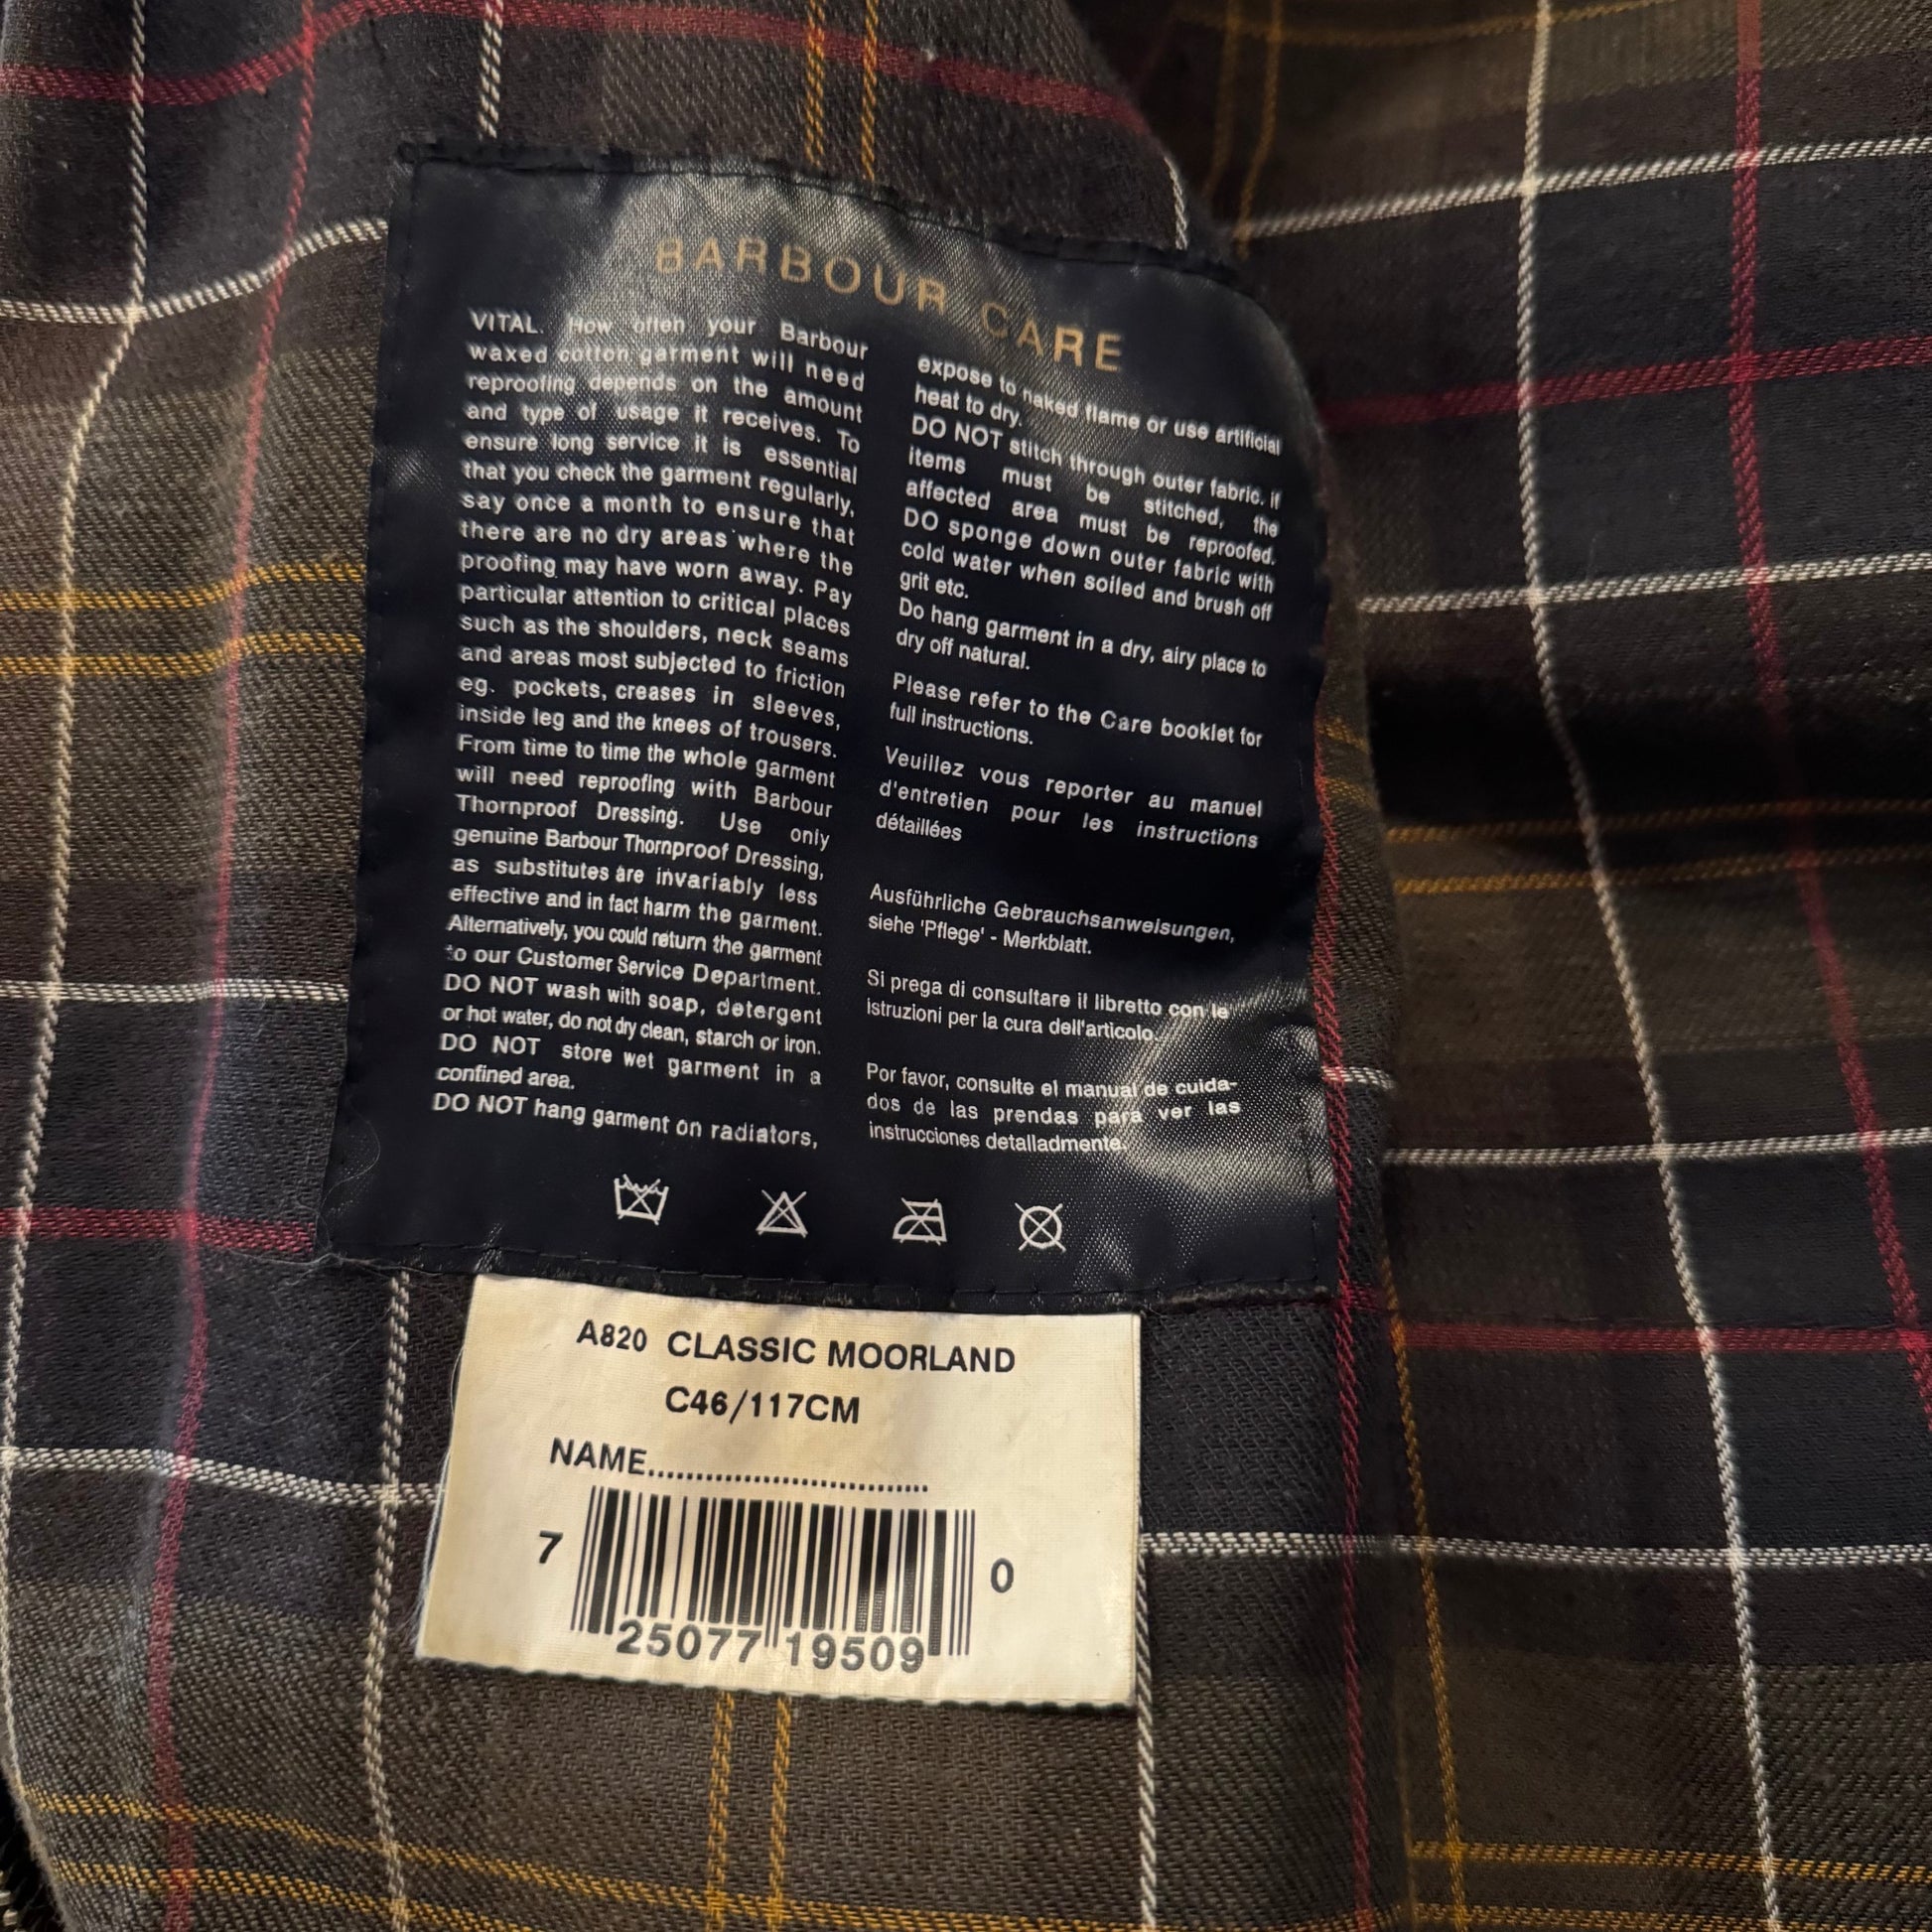 BARBOUR CARE
VITAL. How often your Barbour
waxed cotton garment will need
reproofing depends on the amount
and type of usage it receives. To
ensure long service it is essential
that you check the garment regularly,
say once a month to ensure that
there are no dry areas where the
proofing may have worn away. Pay
particular attention to critical places
such as the shoulders, neck seams
and areas most subjected to friction
eg. pockets, creases in sleeves,
inside leg and the knees of trousers.
From time to time the whole garment
will need reproofing with Barbour
Thornproof Dressing. Use only
genuine Barbour Thornproof Dressing,
as substitutes are invariably less
effective and in fact harm the garment.
Alternatively, you could return the garment
to our Customer Service Department.
DO NOT wash with soap, detergent
or hot water, do not dry clean, starch or iron.
DO NOT store wet garment in a
confined area.
DO NOT hang garment on radiators,
expose to naked flame or use artificial
heat to dry.
DO NOT stitch through outer fabric. If
items must be stitched, the
affected area must be reproofed.
DO sponge down outer fabric with
cold water when soiled and brush off
grit etc.
Do hang garment in a dry, airy place to
dry off natural.
Please refer to the Care booklet for
full instructions.
Veuillez vous reporter au manuel
d'entretien pour les instructions
détaillées
Ausführliche Gebrauchsanweisungen,
siehe 'Pflege' - Merkblatt.
Si prega di consultare il libretto con le
istruzioni per la cura dell'articolo.
Por favor, consulte el manual de cuida-
dos de las prendas para ver las
instrucciones detalladmente.
A820 CLASSIC MOORLAND
C46/117CM
NAME..............................
7 25077 19509 0